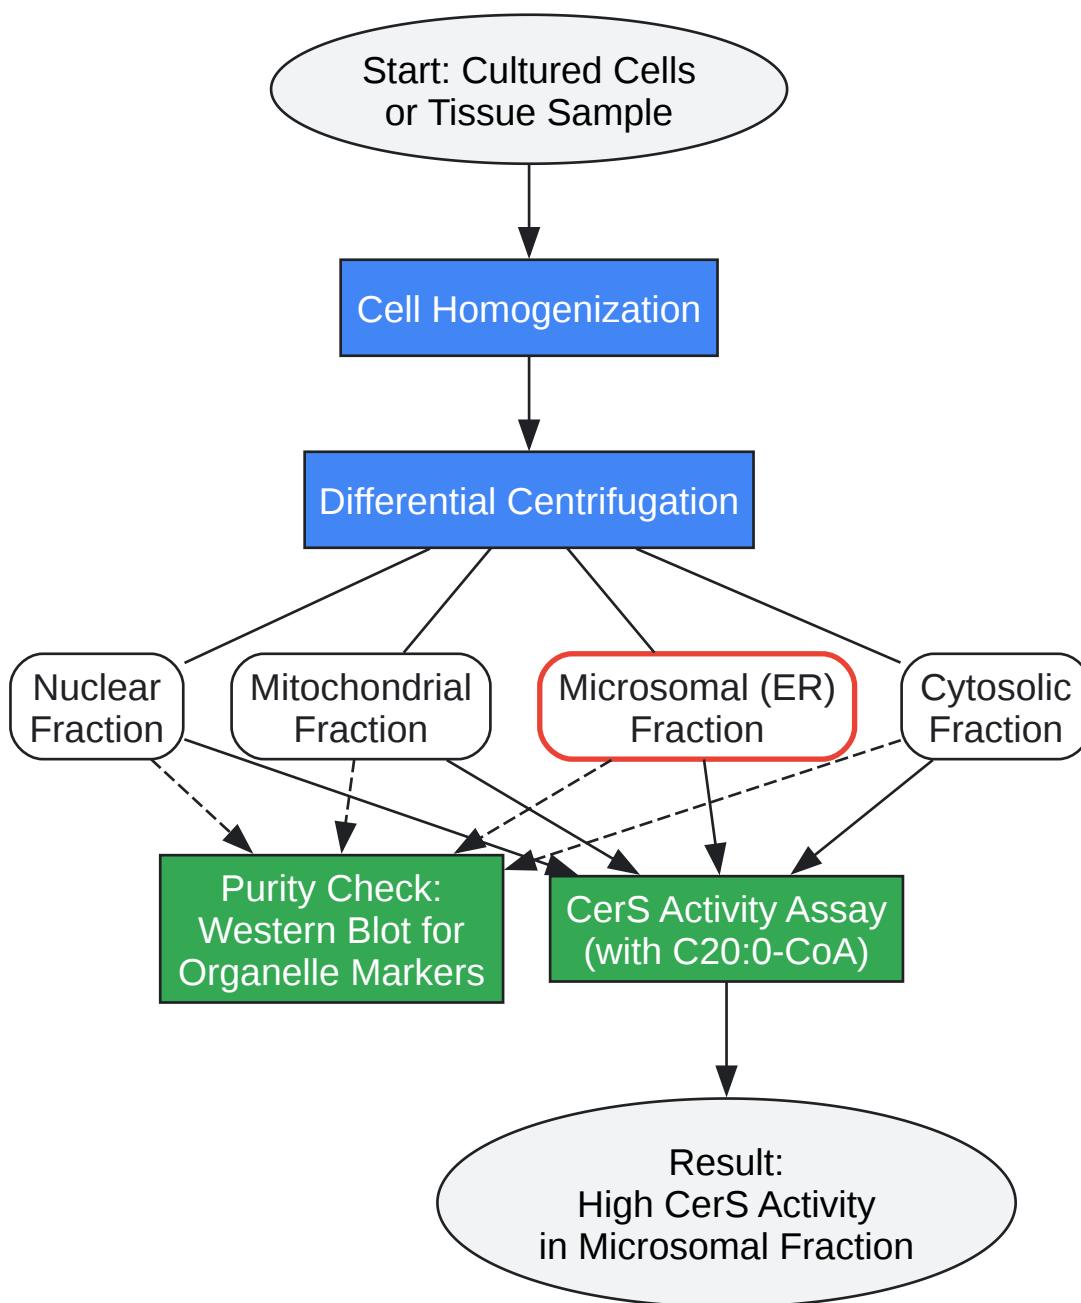 Start: Cultured Cells
or Tissue Sample
Cell Homogenization
Differential Centrifugation
Nuclear
Fraction
Mitochondrial
Fraction
Microsomal (ER)
Fraction
Cytosolic
Fraction
Purity Check:
Western Blot for
Organelle Markers
CerS Activity Assay
(with C20:0-CoA)
Result:
High CerS Activity
in Microsomal Fraction